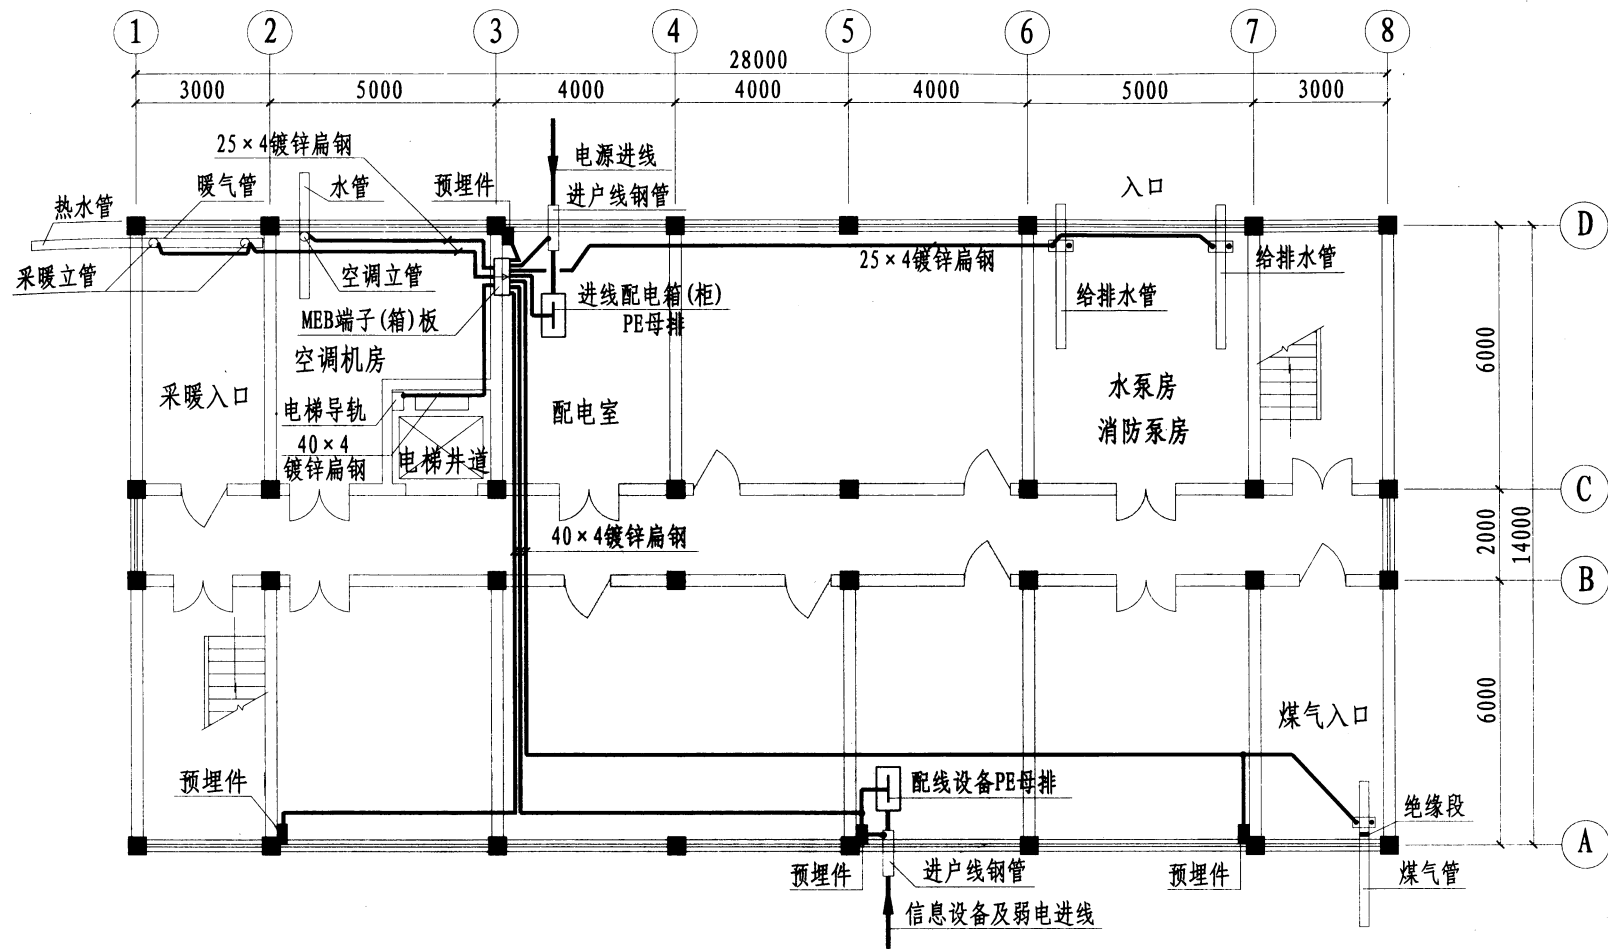 1 2 3 4 5 6 7 8
28000
3000 5000 4000 4000 4000 5000 3000
25×4镀锌扁钢
电源进线
暖气管
水管
预埋件
进户线钢管
入口
热水管
D
采暖立管
空调立管
25×4镀锌扁钢
给排水管
进线配电箱(柜)
PE母排
给排水管
MEB端子(箱)板
空调机房
6000
采暖入口
电梯导轨
配电室
水泵房
消防泵房
40×4
镀锌扁钢
电梯井道
C
40×4镀锌扁钢
2000
14000
B
6000
煤气入口
预埋件
配线设备PE母排
绝缘段
A
预埋件
进户线钢管
预埋件
煤气管
信息设备及弱电进线